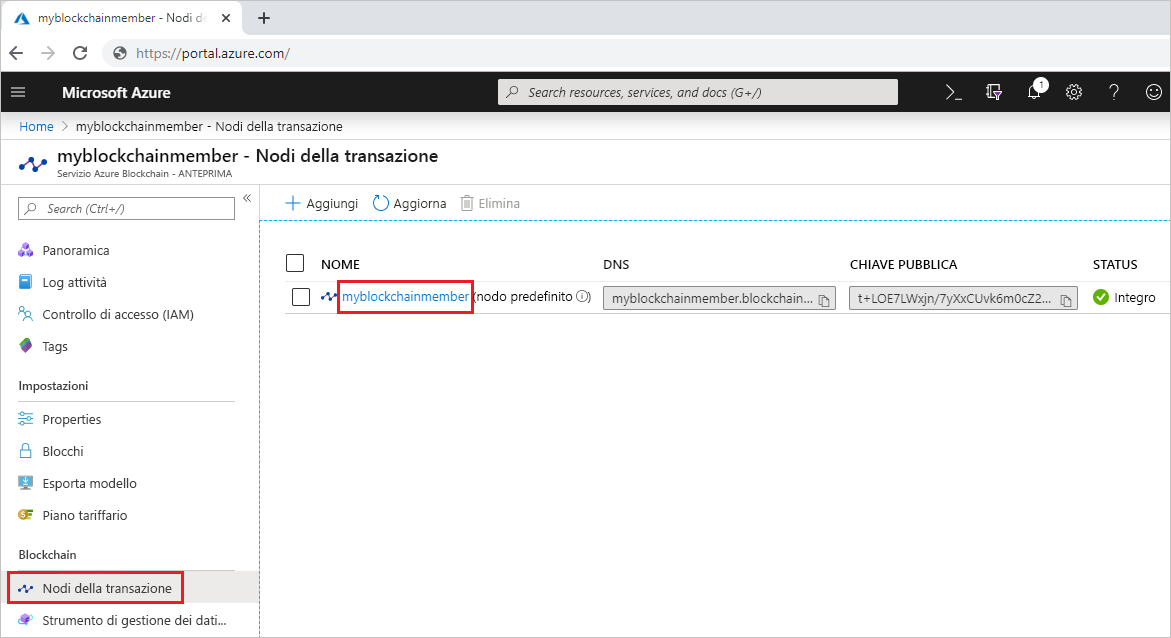 myblockchainmember - Nodi de
https://portal.azure.com/
Microsoft Azure
Search resources, services, and docs (G+/)
1
Home > myblockchainmember - Nodi della transazione
myblockchainmember - Nodi della transazione
Servizio Azure Blockchain - ANTEPRIMA
Search (Ctrl+/)
Panoramica
Log attività
Controllo di accesso (IAM)
Tags
Impostazioni
Properties
Blocchi
Esporta modello
Piano tariffario
Blockchain
Nodi della transazione
Strumento di gestione dei dati...
Aggiungi Aggiorna Elimina
NOME DNS CHIAVE PUBBLICA STATUS
myblockchainmember (nodo predefinito myblockchainmember.blockchain... t+LOE7LWxjn/7yXxCUvk6m0cZ2... Integro